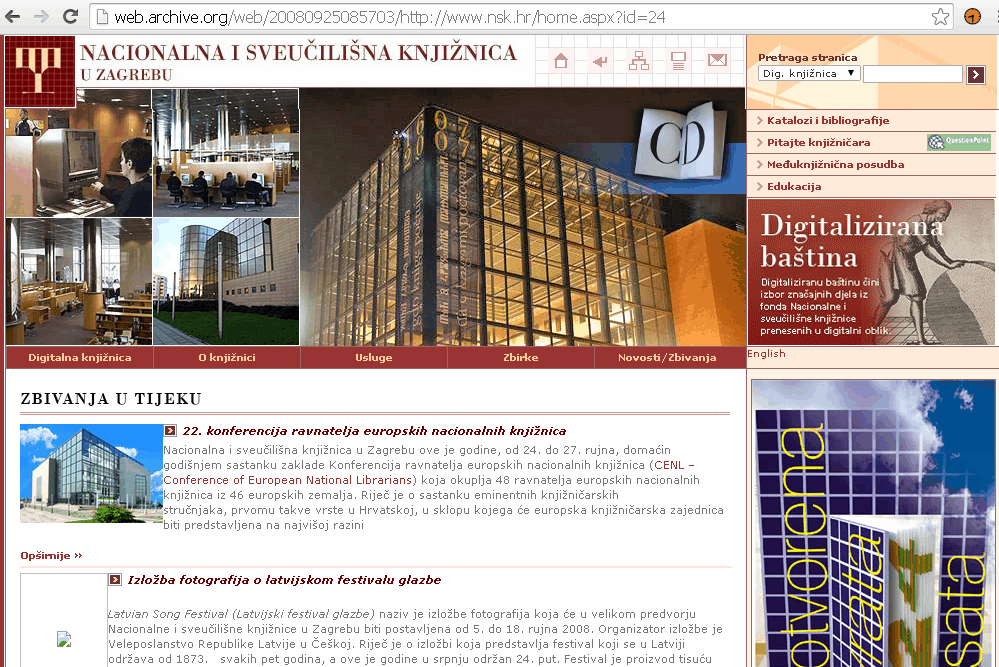 web.archive.org/web/20080925085703/http://www.nsk.hr/home.aspx?id=24
NACIONALNA I SVEUČILIŠNA KNJIŽNICA
U ZAGREBU
Pretraga stranica
Dig. knjižnica
Katalozi i bibliografije
Pitajte knjižničara
QuestionPoint
Međuknjižnična posudba
Edukacija
607
007
CD
Digitalizirana
baština
Digitaliziranu baštinu čini
izbor značajnih djela iz
fonda Nacionalne i
sveučilišne knjižnice
prenesenih u digitalni oblik.
Digitalna knjižnica
O knjižnici
Usluge
Zbirke
Novosti/Zbivanja
English
ZBIVANJA U TIJEKU
22. konferencija ravnatelja europskih nacionalnih knjižnica
Nacionalna i sveučilišna knjižnica u Zagrebu ove je godine, od 24. do 27. rujna, domaćin
godišnjem sastanku zaklade Konferencija ravnatelja europskih nacionalnih knjižnica (CENL –
Conference of European National Librarians) koja okuplja 48 ravnatelja europskih nacionalnih
knjižnica iz 46 europskih zemalja. Riječ je o sastanku eminentnih knjižničarskih
stručnjaka, prvomu takve vrste u Hrvatskoj, u sklopu kojega će europska knjižničarska zajednica
biti predstavljena na najvišoj razini
Opširnije >>
Izložba fotografija o latvijskom festivalu glazbe
Latvian Song Festival (Latvijski festival glazbe) naziv je izložbe fotografija koja će u velikom predvorju
Nacionalne i sveučilišne knjižnice u Zagrebu biti postavljena od 5. do 18. rujna 2008. Organizator izložbe je
Veleposlanstvo Republike Latvije u Češkoj. Riječ je o izložbi koja predstavlja festival koji se u Latviji
održava od 1873. svakih pet godina, a ove je godine u srpnju održan 24. put. Festival je proizvod tisuću
otvorena
vrata
sata